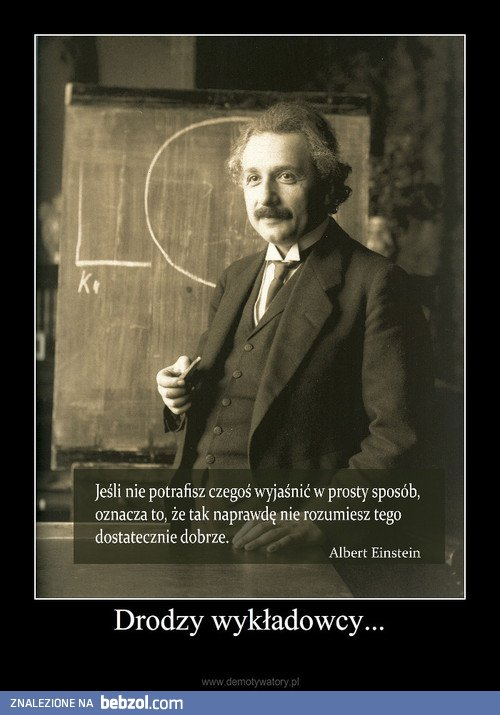 Kr
Jeśli nie potrafisz czegoś wyjaśnić w prosty sposób,
oznacza to, że tak naprawdę nie rozumiesz tego
dostatecznie dobrze.
Albert Einstein
Drodzy wykładowcy...
www.demotywatory.pl
ZNALEZIONE NA bebzol.com